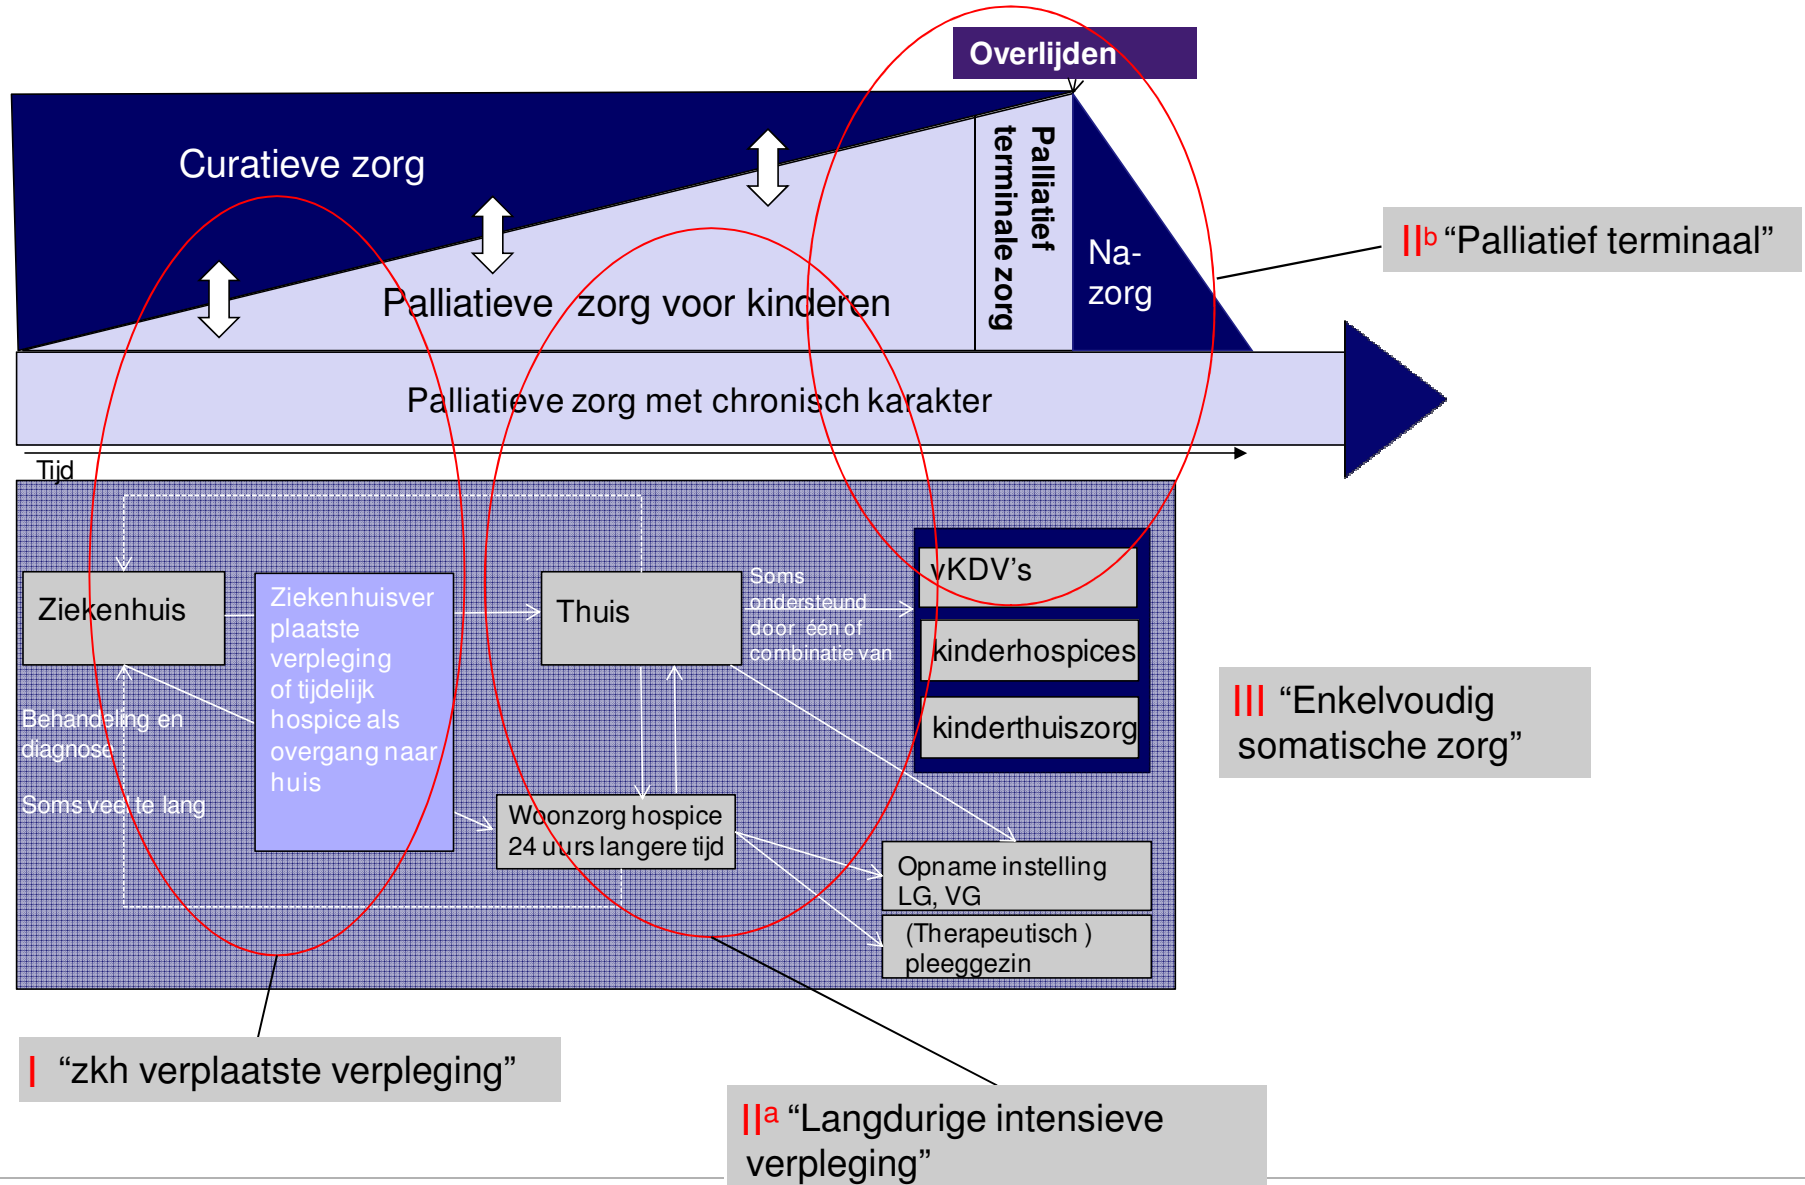 Overlijden
Curatieve zorg
Palliatief
terminale zorg
Na-
zorg
Palliatieve zorg voor kinderen
IIb “Palliatief terminaal”
Palliatieve zorg met chronisch karakter
Tijd
Ziekenhuis
Ziekenhuisver
plaatste
verpleging
of tijdelijk
hospice als
overgang naar
huis
Thuis
Soms
ondersteund
door één of
combinatie van
vKDV’s
kinderhospices
kinderthuiszorg
Behandeling en
diagnose
Soms veel te lang
Woonzorg hospice
24 uurs langere tijd
Opname instelling
LG, VG
(Therapeutisch )
pleeggezin
III “Enkelvoudig
somatische zorg”
I “zkh verplaatste verpleging”
IIa “Langdurige intensieve
verpleging”